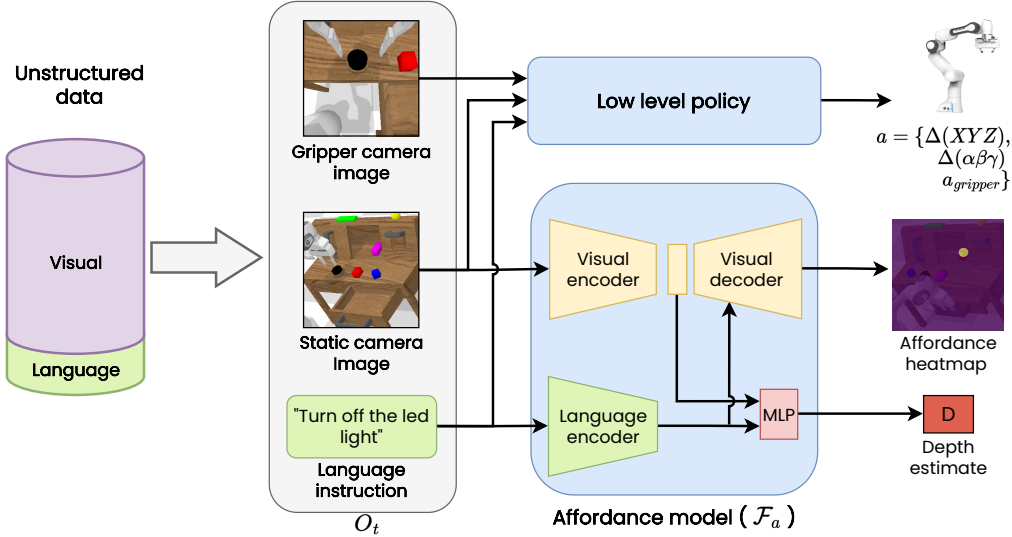 Unstructured
data
Visual
Language
Gripper camera
image
Static camera
Image
"Turn off the led
light"
Language
instruction
O_t
Low level policy
Visual
encoder
Visual
decoder
Language
encoder
MLP
Affordance model ( F_a )
a = {Δ(XYZ),
Δ(αβγ)
a_gripper}
Affordance
heatmap
D
Depth
estimate